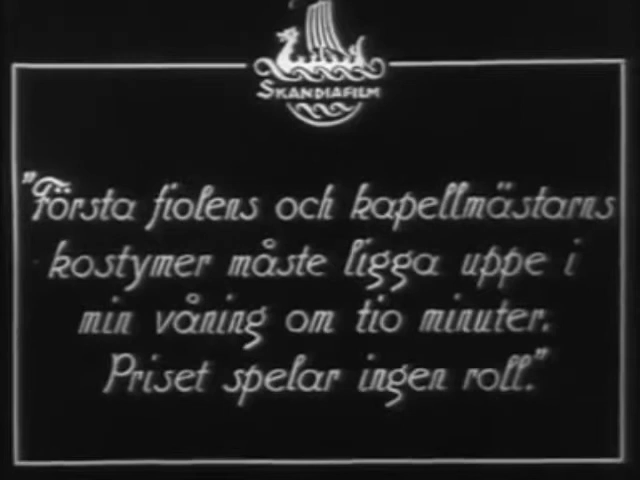 SKANDIAFILM
"Första fiolens och kapellmästarns
kostymer måste ligga uppe i
min våning om tio minuter.
Priset spelar ingen roll."